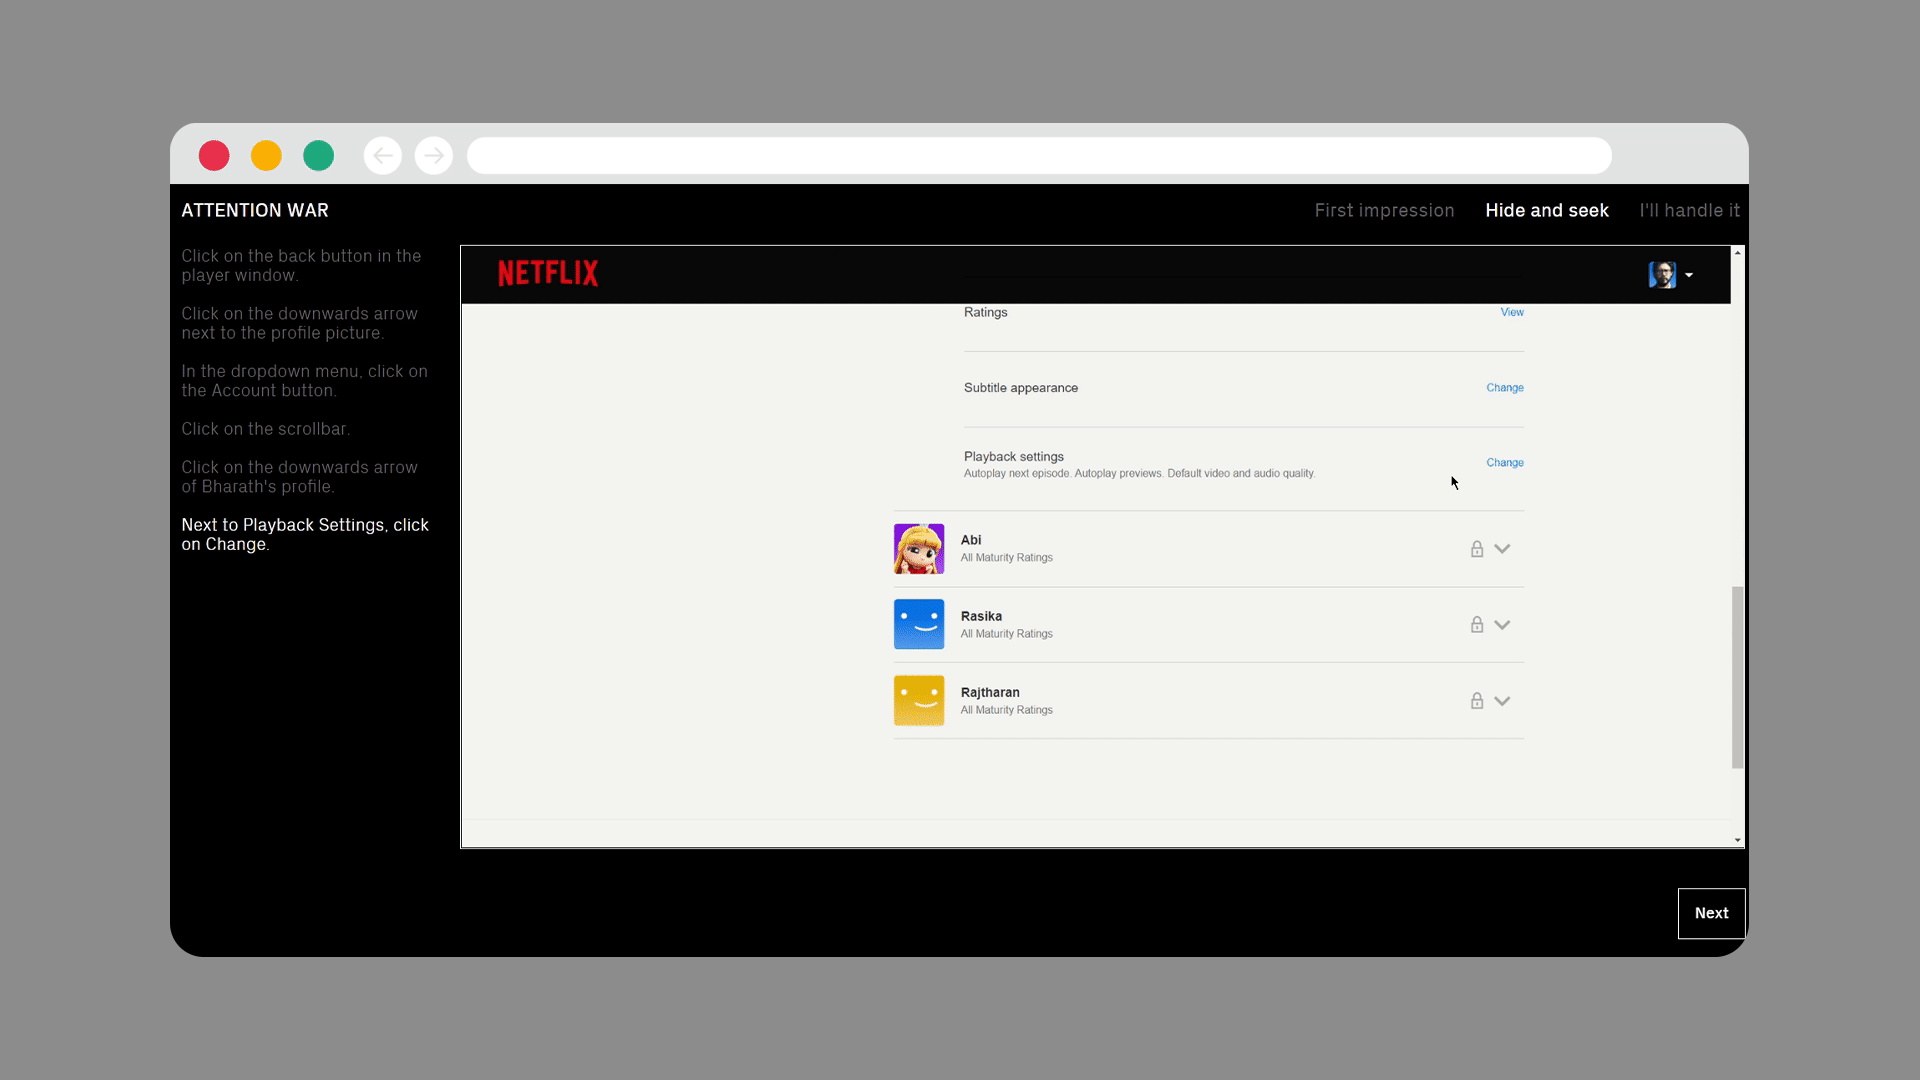 ATTENTION WAR
First impression
Hide and seek
I'll handle it
Click on the back button in the
player window.
Click on the downwards arrow
next to the profile picture.
In the dropdown menu, click on
the Account button.
Click on the scrollbar.
Click on the downwards arrow
of Bharath's profile.
Next to Playback Settings, click
on Change.
NETFLIX
Ratings
View
Subtitle appearance
Change
Playback settings
Autoplay next episode. Autoplay previews. Default video and audio quality.
Change
Abi
All Maturity Ratings
Rasika
All Maturity Ratings
Rajtharan
All Maturity Ratings
Next